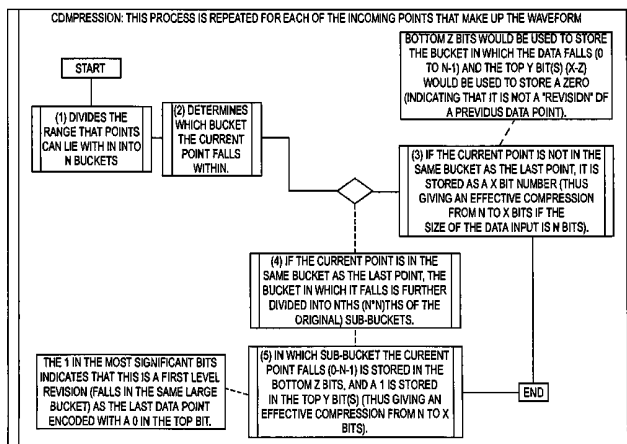 COMPRESSION: THIS PROCESS IS REPEATED FOR EACH OF THE INCOMING POINTS THAT MAKE UP THE WAVEFORM
START
(1) DIVIDES THE
RANGE THAT POINTS
CAN LIE WITH IN INTO
N BUCKETS
(2) DETERMINES
WHICH BUCKET
THE CURRENT
POINT FALLS
WITHIN.
BOTTOM Z BITS WOULD BE USED TO STORE
THE BUCKET IN WHICH THE DATA FALLS (0
TO N-1) AND THE TOP Y BIT(S) (X-Z)
WOULD BE USED TO STORE A ZERO
(INDICATING THAT IT IS NOT A "REVISION" OF
A PREVIOUS DATA POINT).
(3) IF THE CURRENT POINT IS NOT IN THE
SAME BUCKET AS THE LAST POINT, IT IS
STORED AS A X BIT NUMBER (THUS
GIVING AN EFFECTIVE COMPRESSION
FROM N TO X BITS IF THE
SIZE OF THE DATA INPUT IS N BITS).
(4) IF THE CURRENT POINT IS IN THE
SAME BUCKET AS THE LAST POINT, THE
BUCKET IN WHICH IT FALLS IS FURTHER
DIVIDED INTO NTHS (N*N)THS OF THE
ORIGINAL) SUB-BUCKETS.
THE 1 IN THE MOST SIGNIFICANT BITS
INDICATES THAT THIS IS A FIRST LEVEL
REVISION (FALLS IN THE SAME LARGE
BUCKET) AS THE LAST DATA POINT
ENCODED WITH A 0 IN THE TOP BIT.
(5) IN WHICH SUB-BUCKET THE CUREENT
POINT FALLS (0-N-1) IS STORED IN THE
BOTTOM Z BITS, AND A 1 IS STORED
IN THE TOP Y BIT(S) (THUS GIVING AN
EFFECTIVE COMPRESSION FROM N TO X
BITS).
END